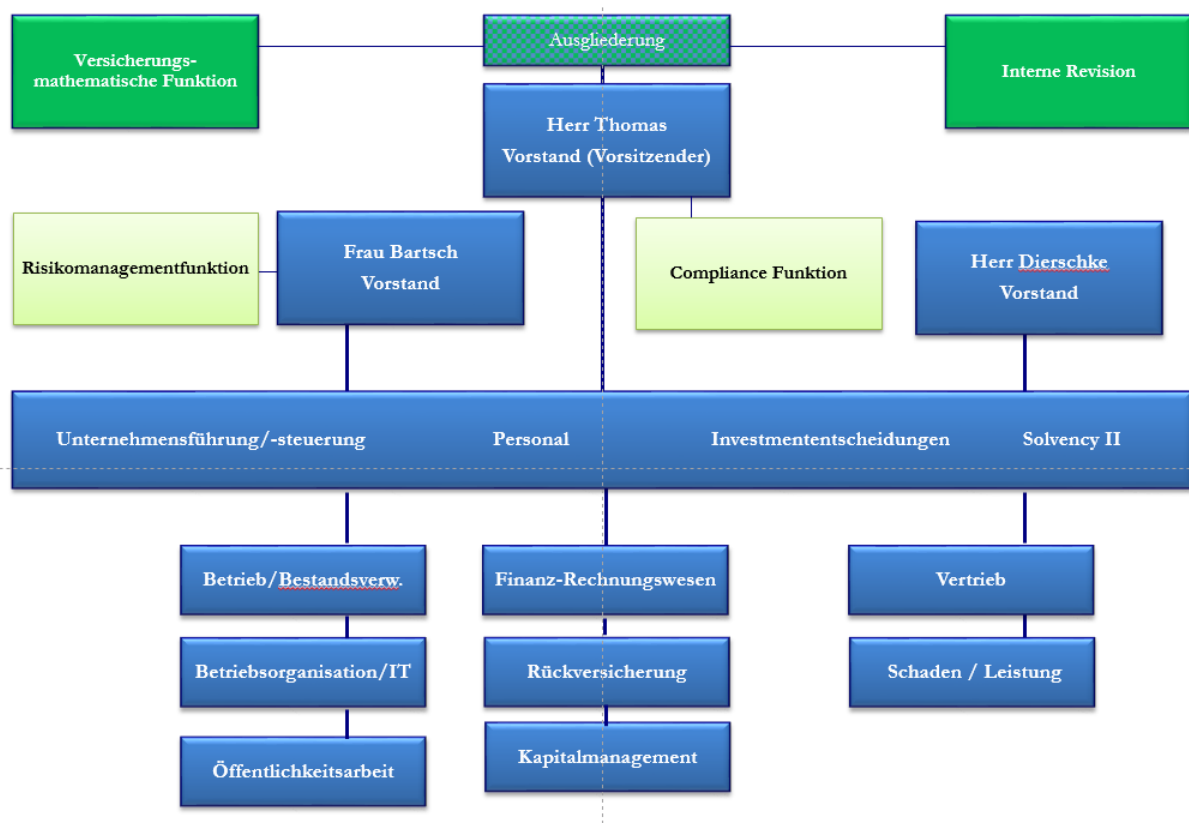 Versicherungs-
mathematische Funktion
Ausgliederung
Interne Revision
Herr Thomas
Vorstand (Vorsitzender)
Risikomanagementfunktion
Frau Bartsch
Vorstand
Compliance Funktion
Herr Dierschke
Vorstand
Unternehmensführung/-steuerung Personal Investmententscheidungen Solvency II
Betrieb/Bestandsverw.
Finanz-Rechnungswesen
Vertrieb
Betriebsorganisation/IT
Rückversicherung
Schaden / Leistung
Öffentlichkeitsarbeit
Kapitalmanagement